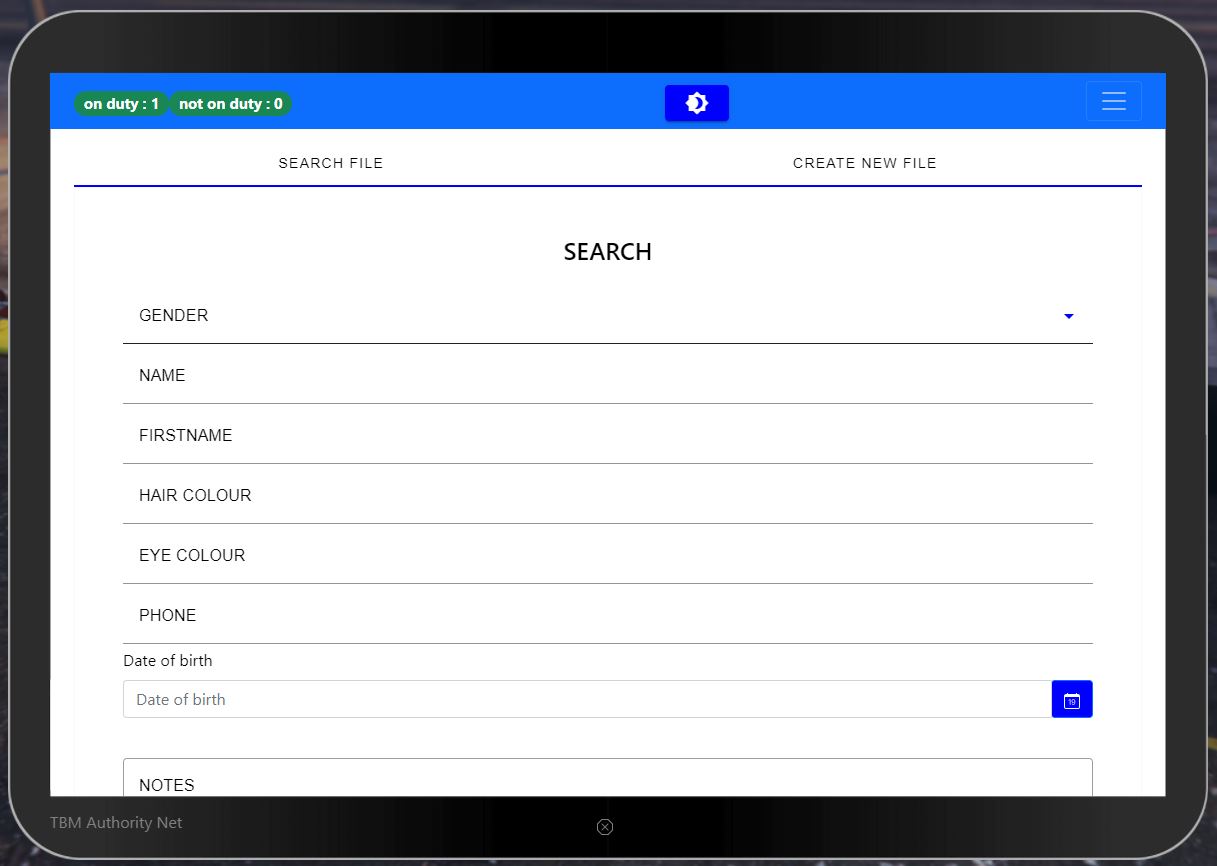 on duty : 1 not on duty : 0
SEARCH FILE CREATE NEW FILE
SEARCH
GENDER
NAME
FIRSTNAME
HAIR COLOUR
EYE COLOUR
PHONE
Date of birth
Date of birth
19
NOTES
TBM Authority Net